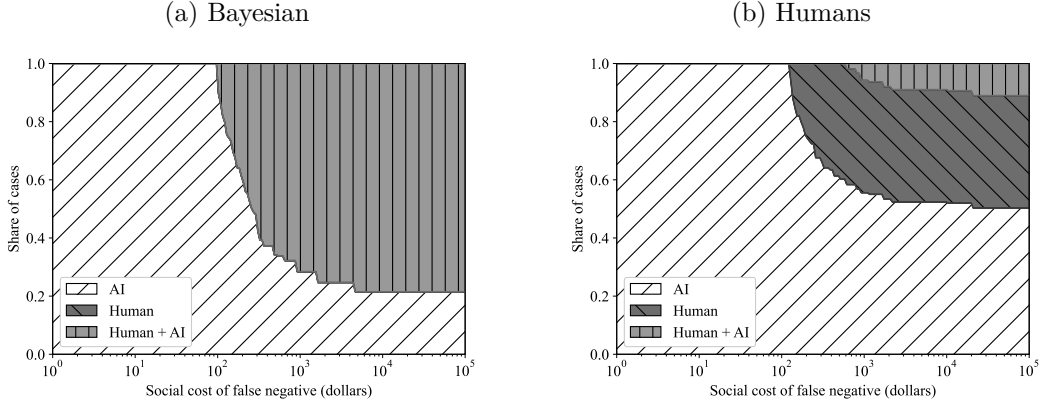 (a) Bayesian
(b) Humans
1.0
0.8
0.6
0.4
0.2
0.0
Share of cases
AI
Human
Human + AI
10^0
10^1
10^2
10^3
10^4
10^5
Social cost of false negative (dollars)
1.0
0.8
0.6
0.4
0.2
0.0
Share of cases
AI
Human
Human + AI
10^0
10^1
10^2
10^3
10^4
10^5
Social cost of false negative (dollars)